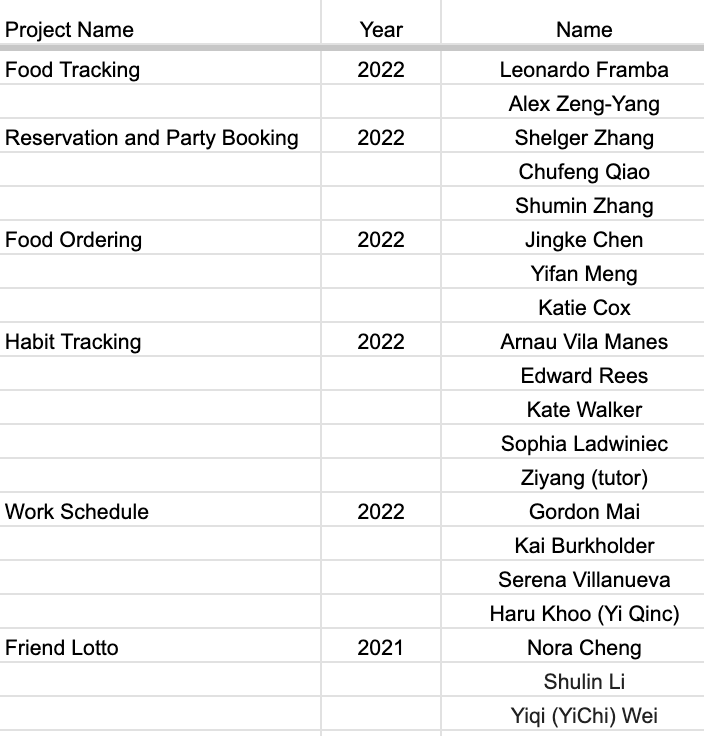 Project Name Year Name
Food Tracking 2022 Leonardo Framba
Alex Zeng-Yang
Reservation and Party Booking 2022 Shelger Zhang
Chufeng Qiao
Shumin Zhang
Food Ordering 2022 Jingke Chen
Yifan Meng
Katie Cox
Habit Tracking 2022 Arnau Vila Manes
Edward Rees
Kate Walker
Sophia Ladwiniec
Ziyang (tutor)
Work Schedule 2022 Gordon Mai
Kai Burkholder
Serena Villanueva
Haru Khoo (Yi Qinc)
Friend Lotto 2021 Nora Cheng
Shulin Li
Yiqi (YiChi) Wei